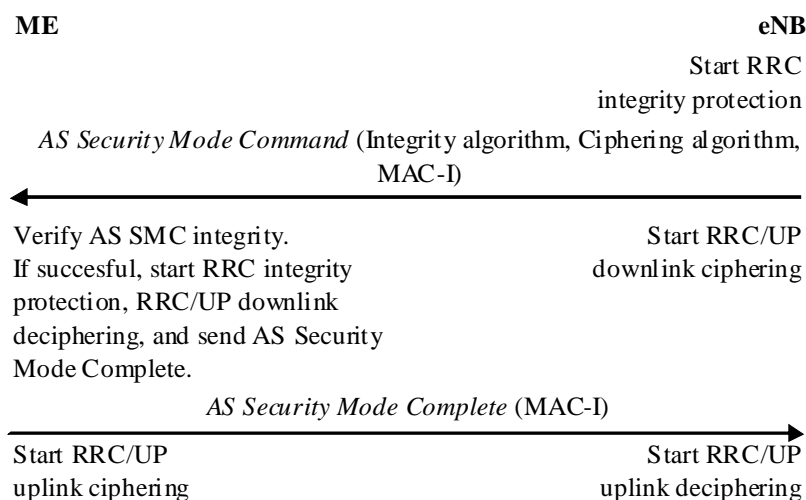 ME
eNB
Start RRC
integrity protection
AS Security Mode Command (Integrity algorithm, Ciphering algorithm,
MAC-I)
Verify AS SMC integrity.
If succesful, start RRC integrity
protection, RRC/UP downlink
deciphering, and send AS Security
Mode Complete.
Start RRC/UP
downlink ciphering
AS Security Mode Complete (MAC-I)
Start RRC/UP
uplink ciphering
Start RRC/UP
uplink deciphering